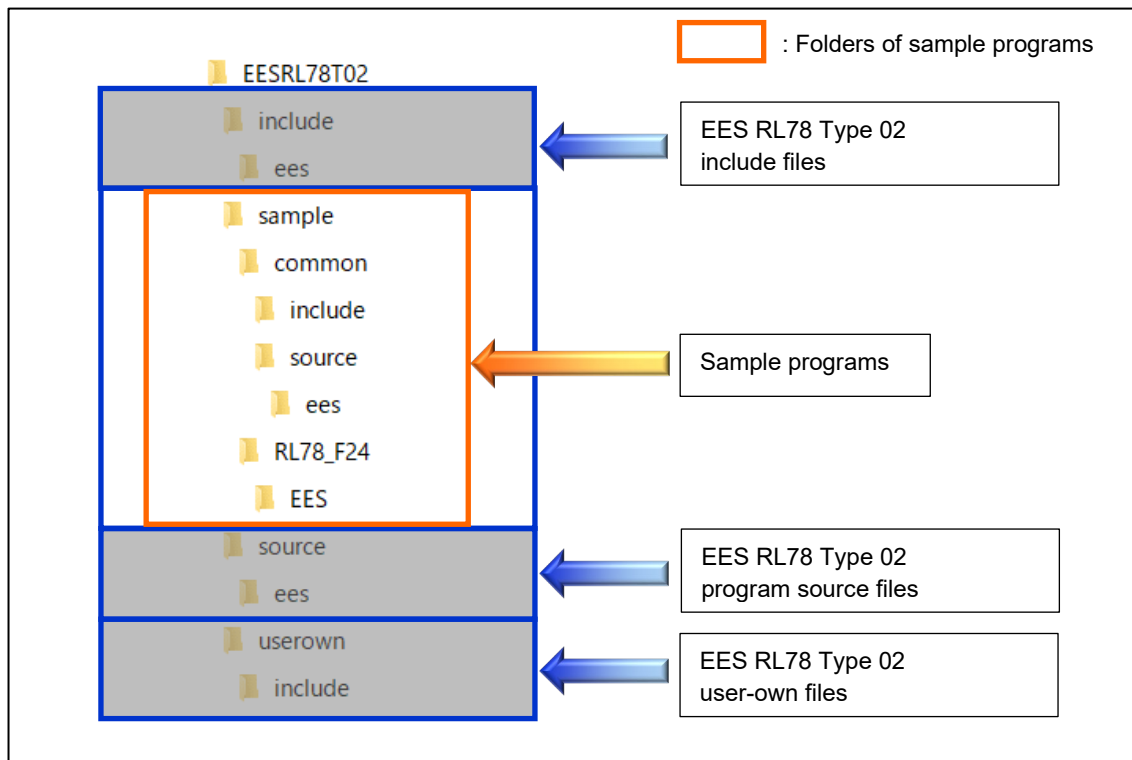 : Folders of sample programs
EESRL78T02
include
ees
EES RL78 Type 02
include files
sample
common
include
source
ees
RL78_F24
EES
Sample programs
source
ees
EES RL78 Type 02
program source files
userown
include
EES RL78 Type 02
user-own files